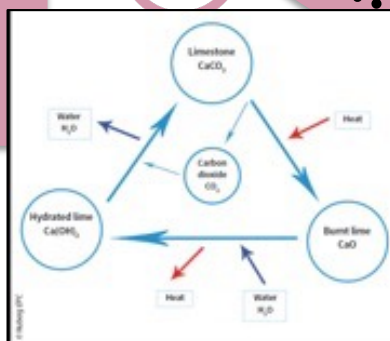 Limestone
CaCO₃
Water
H₂O
Heat
Carbon
dioxide
CO₂
Hydrated lime
Ca(OH)₂
Burnt lime
CaO
Heat
Water
H₂O